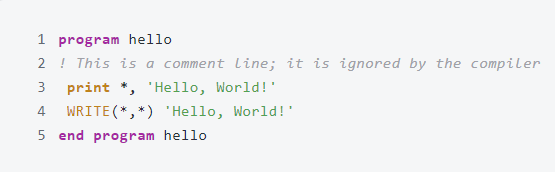 1 program hello
2 ! This is a comment line; it is ignored by the compiler
3 print *, 'Hello, World!'
4 WRITE(*,*) 'Hello, World!'
5 end program hello